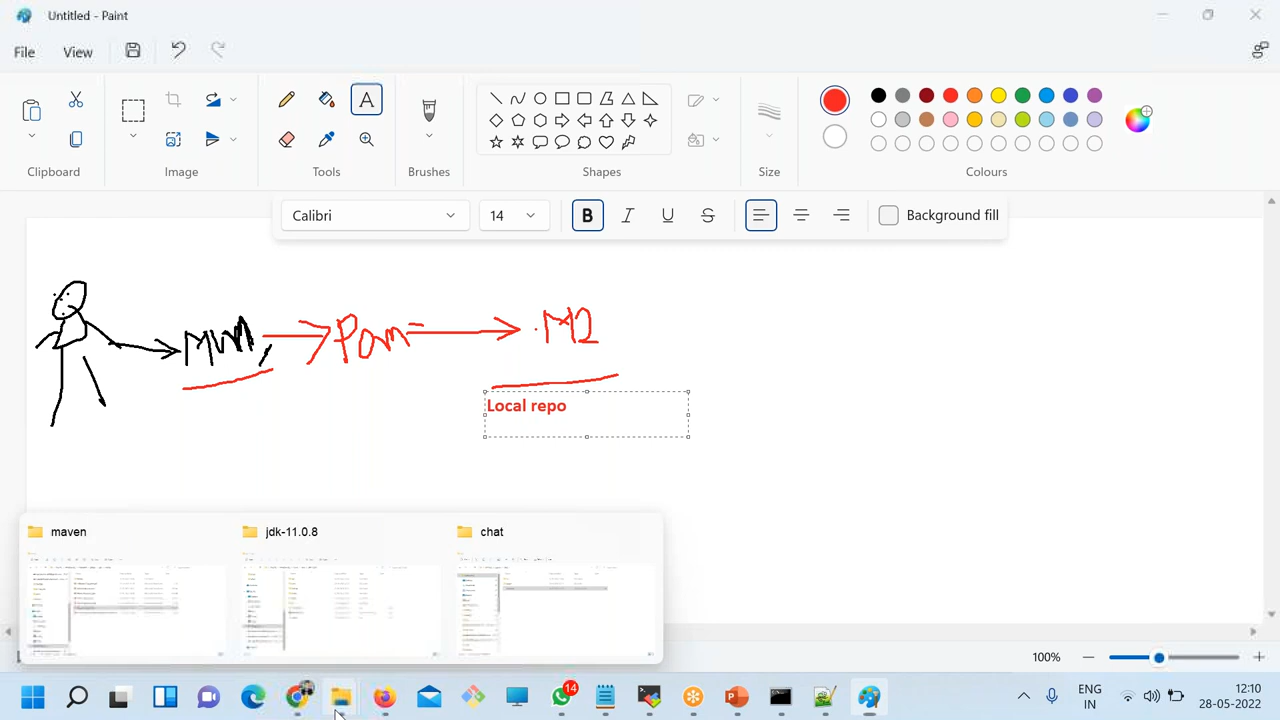 Untitled - Paint
File View
Clipboard Image Tools Brushes Shapes Size Colours
Calibri 14 B I U S Background fill
A
Pom
.M2
Local repo
maven jdk-11.0.8 chat
100%
14
ENG
IN
12:10
28-05-2022